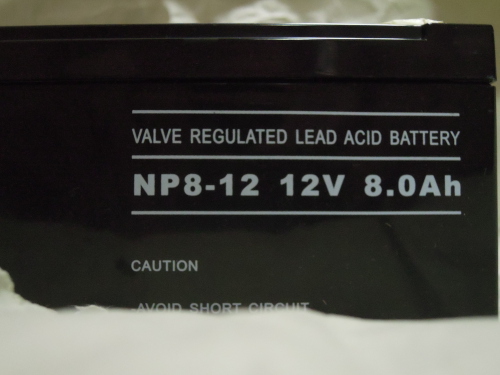 VALVE REGULATED LEAD ACID BATTERY
NP8-12 12V 8.0Ah
CAUTION
AVOID SHORT CIRCUIT